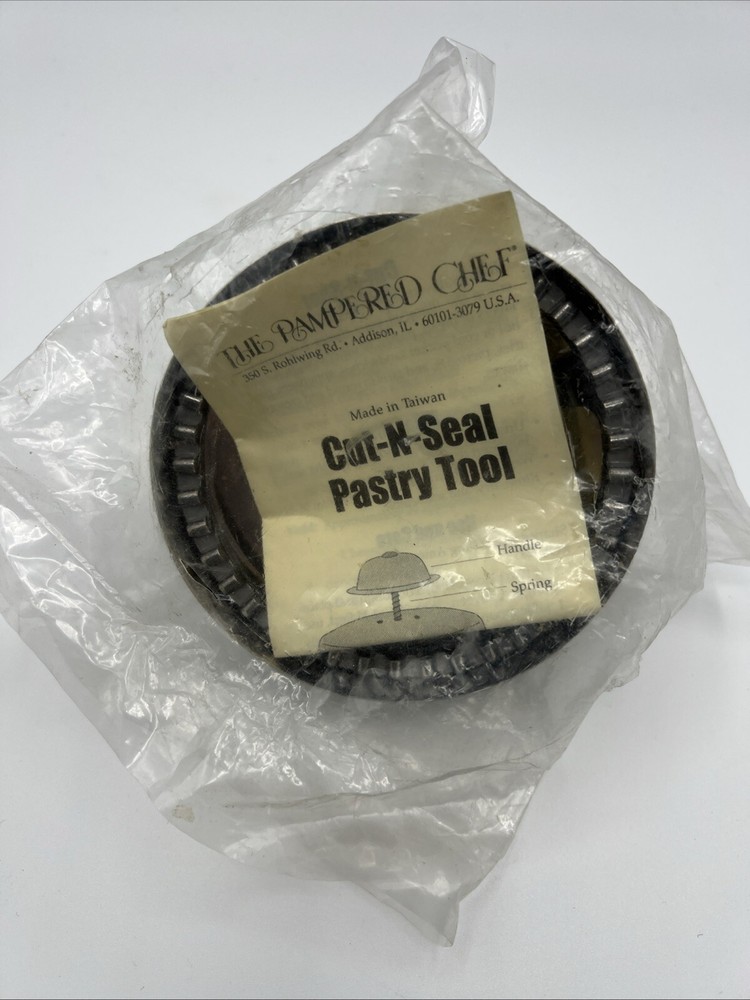 THE PAMPERED CHEF®
350 S. Rohlwing Rd. • Addison, IL • 60101-3079 U.S.A.
Made in Taiwan
Cut-N-Seal
Pastry Tool
Handle
Spring